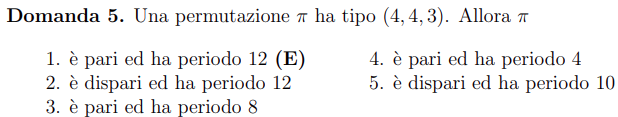 Domanda 5. Una permutazione π ha tipo (4, 4, 3). Allora π
1. è pari ed ha periodo 12 (E)
2. è dispari ed ha periodo 12
3. è pari ed ha periodo 8
4. è pari ed ha periodo 4
5. è dispari ed ha periodo 10